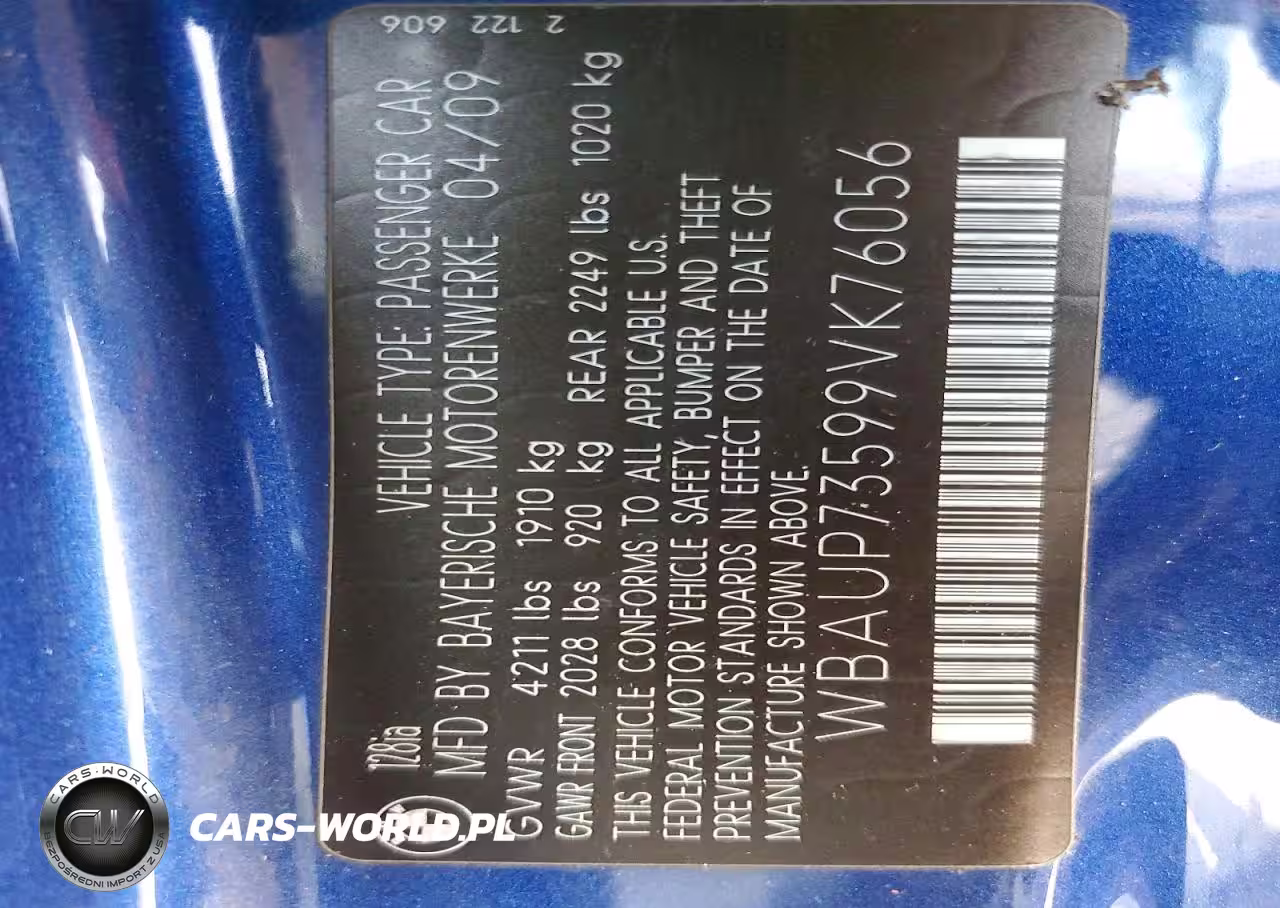 128ia
VEHICLE TYPE: PASSENGER CAR
MFD BY BAYERISCHE MOTORENWERKE 04/09
GVWR 4211 lbs 1910 kg
GAWR FRONT 2028 lbs 920 kg REAR 2249 lbs 1020 kg
THIS VEHICLE CONFORMS TO ALL APPLICABLE U.S.
FEDERAL MOTOR VEHICLE SAFETY, BUMPER AND THEFT
PREVENTION STANDARDS IN EFFECT ON THE DATE OF
MANUFACTURE SHOWN ABOVE.
WBAUP73599VK76056
2 122 606
CARS-WORLD
CW
BEZPOŚREDNI IMPORT Z USA
CARS-WORLD.PL